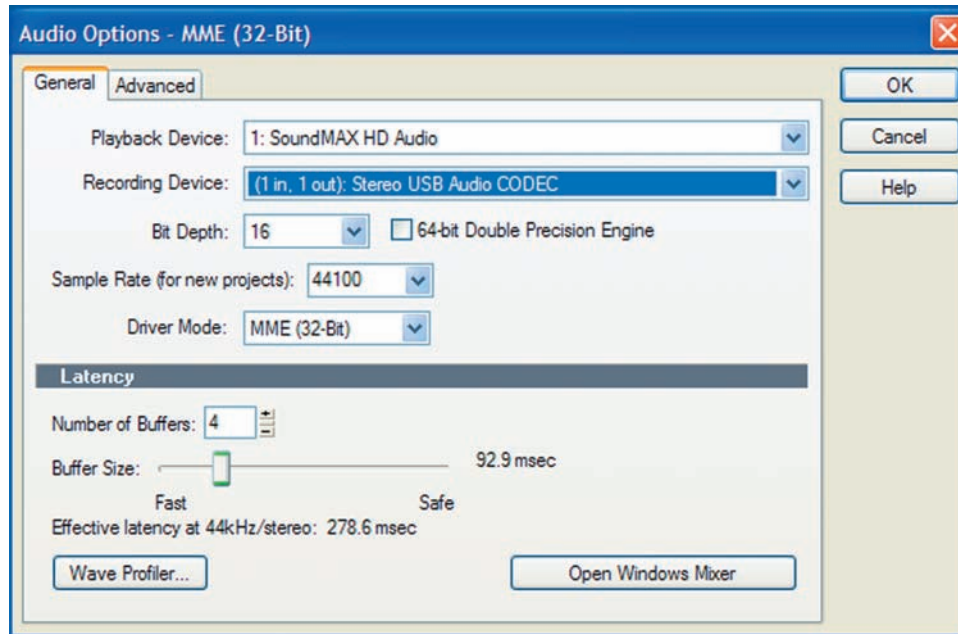 Audio Options - MME (32-Bit)
General Advanced
OK
Playback Device: 1: SoundMAX HD Audio
Cancel
Recording Device: (1 in, 1 out): Stereo USB Audio CODEC
Help
Bit Depth: 16 64-bit Double Precision Engine
Sample Rate (for new projects): 44100
Driver Mode: MME (32-Bit)
Latency
Number of Buffers: 4
Buffer Size: 92.9 msec
Fast Safe
Effective latency at 44kHz/stereo: 278.6 msec
Wave Profiler... Open Windows Mixer